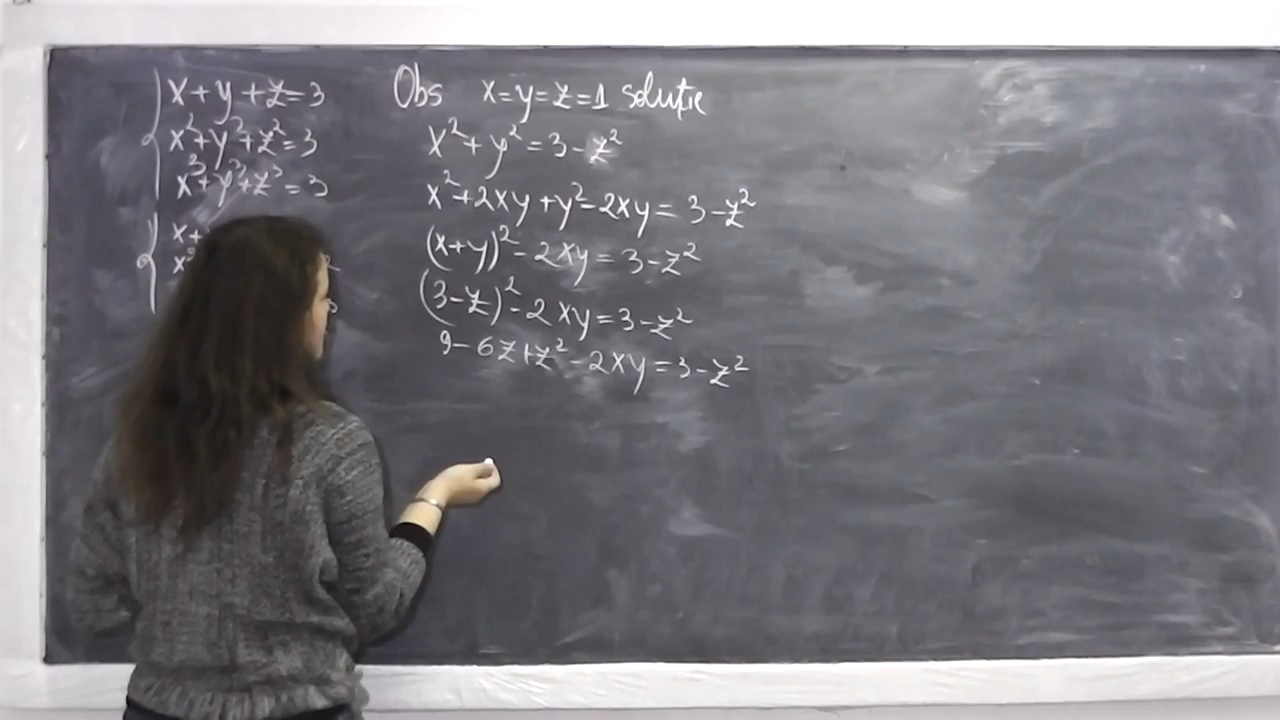 x+y+z=3
x²+y²+z²=3
x³+y³+z³=3
x+
x²
Obs x=y=z=1 soluție
x²+y²=3-z²
x²+2xy+y²-2xy=3-z²
(x+y)²-2xy=3-z²
(3-z)²-2xy=3-z²
9-6z+z²-2xy=3-z²